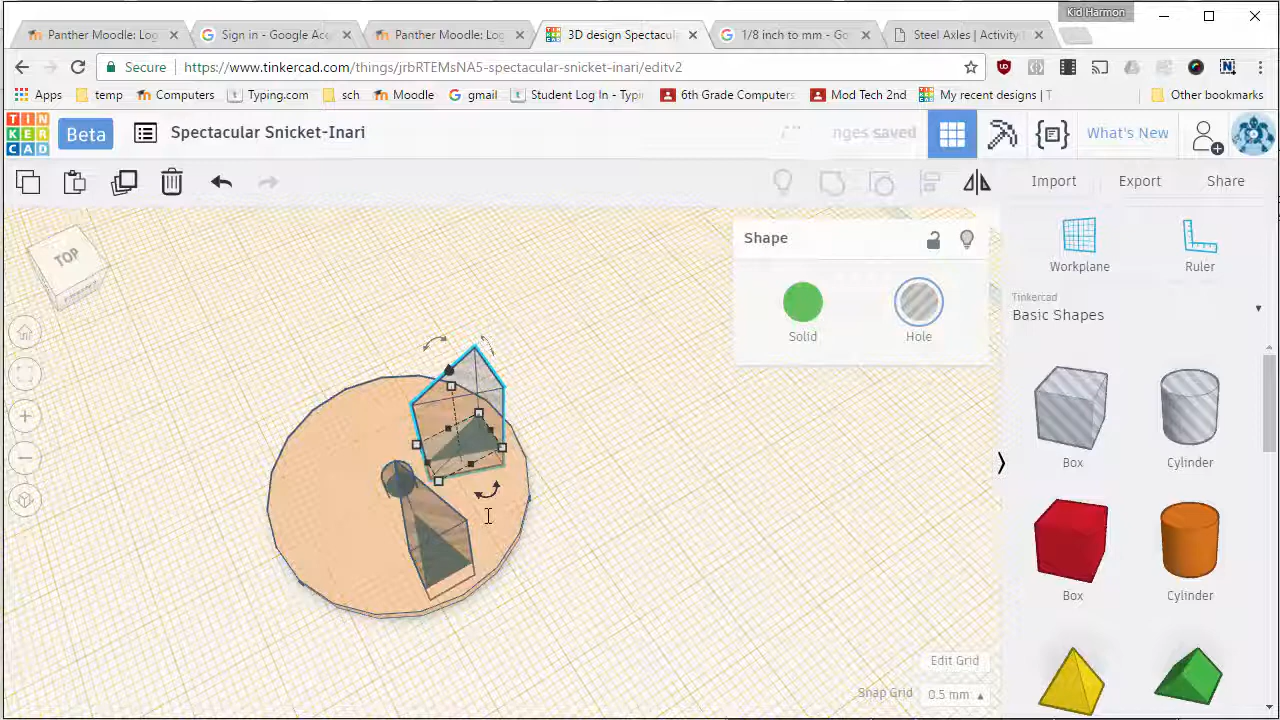 Kid Harmon
Panther Moodle: Log
Sign in - Google Acc
Panther Moodle: Log
3D design Spectacula
1/8 inch to mm - Go
Steel Axles | Activity
Secure
https://www.tinkercad.com/things/jrbRTEMsNA5-spectacular-snicket-inari/editv2
Apps
temp
Computers
Typing.com
sch
Moodle
gmail
Student Log In - Typin
6th Grade Computers
Mod Tech 2nd
My recent designs | T
Other bookmarks
TIN
KER
CAD
Beta
Spectacular Snicket-Inari
nges saved
What's New
Import
Export
Share
TOP
Shape
Solid
Hole
Workplane
Ruler
Tinkercad
Basic Shapes
Box
Cylinder
Box
Cylinder
Edit Grid
Snap Grid
0.5 mm